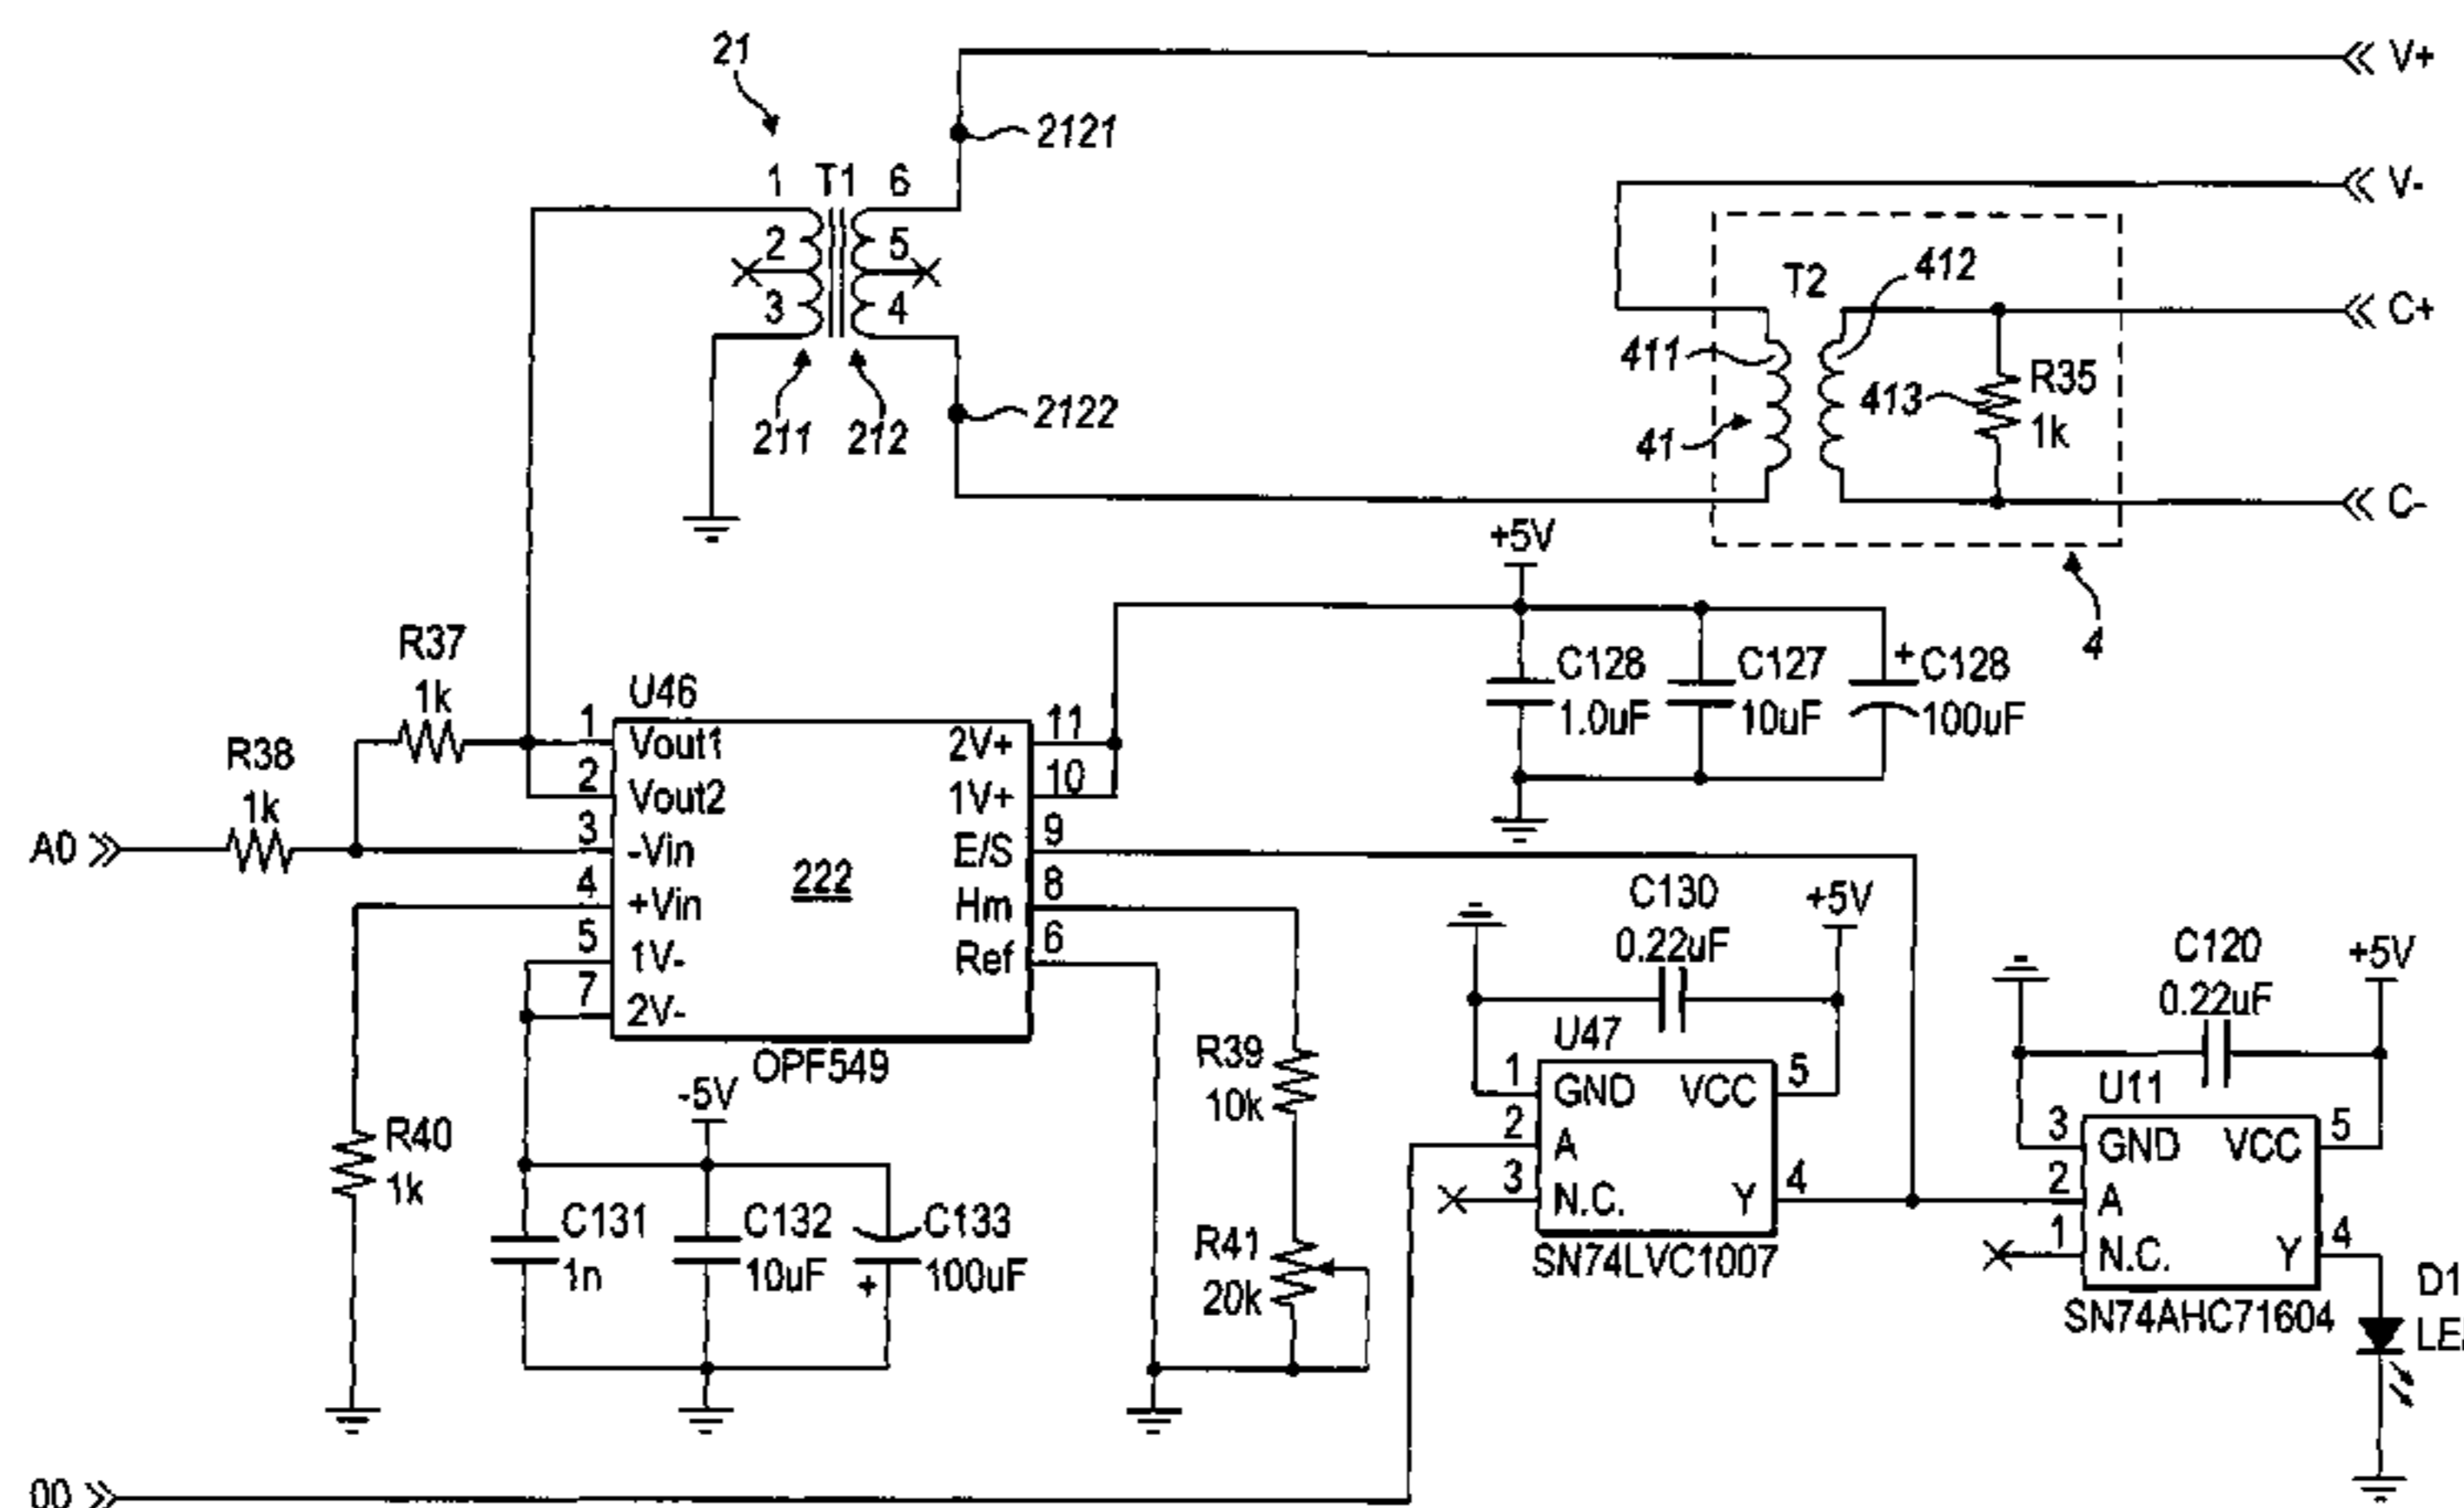 21
V+
2121
V-
1 T1 6
2 5
3 4
T2
412
C+
411
R35
1k
413
2122
211
212
41
C-
+5V
4
R37
1k
C128
1.0uF
C127
10uF
+
C128
100uF
U46
R38
1k
1
Vout1
2V+
11
2
Vout2
1V+
10
A0
3
-Vin
222
E/S
9
4
+Vin
Hm
8
5
1V-
Ref
6
7
2V-
OPF549
C130
0.22uF
+5V
C120
0.22uF
+5V
U47
R39
10k
1
GND
VCC
5
2
A
3
N.C.
Y
4
SN74LVC1007
U11
3
GND
VCC
5
2
A
1
N.C.
Y
4
SN74AHC71604
-5V
R40
1k
C131
1n
C132
10uF
C133
100uF
+
R41
20k
D1
00